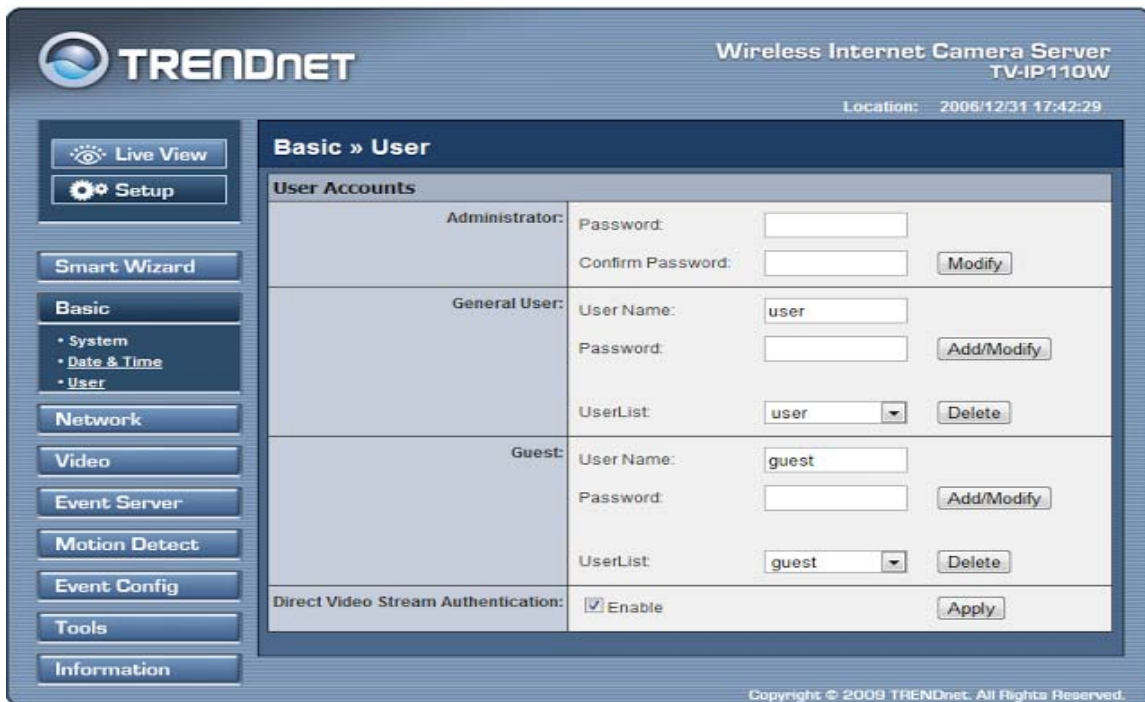 TRENDNET
Wireless Internet Camera Server
TV-IP110W
Location: 2006/12/31 17:42:29
Live View
Setup
Smart Wizard
Basic
• System
• Date & Time
• User
Network
Video
Event Server
Motion Detect
Event Config
Tools
Information
Basic » User
User Accounts
Administrator: Password:
Confirm Password: Modify
General User: User Name: user
Password: Add/Modify
UserList: user Delete
Guest: User Name: guest
Password: Add/Modify
UserList: guest Delete
Direct Video Stream Authentication: Enable Apply
Copyright © 2009 TRENDnet. All Rights Reserved.